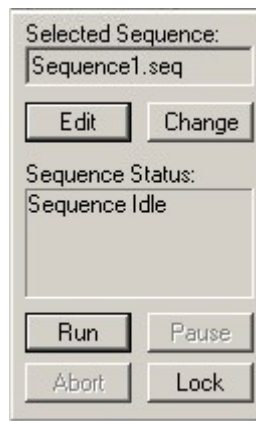 Selected Sequence:
Sequence1.seq
Edit Change
Sequence Status:
Sequence Idle
Run Pause
Abort Lock